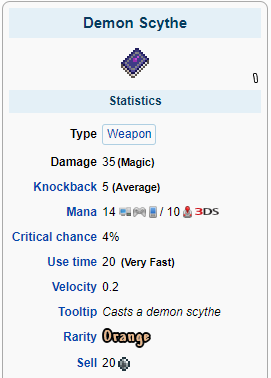 Demon Scythe
Statistics
Type Weapon
Damage 35 (Magic)
Knockback 5 (Average)
Mana 14 / 10 3DS
Critical chance 4%
Use time 20 (Very Fast)
Velocity 0.2
Tooltip Casts a demon scythe
Rarity Orange
Sell 20